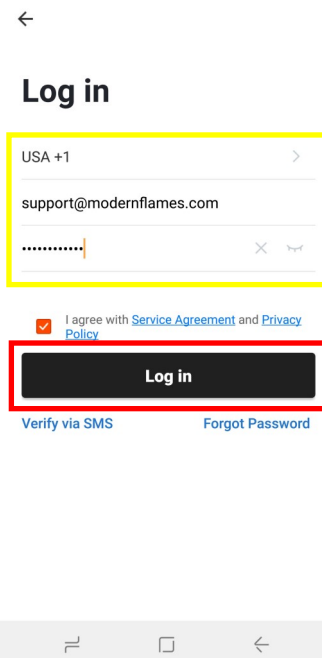 Log in
USA +1
support@modernflames.com
••••••••••••
I agree with Service Agreement and Privacy
Policy
Log in
Verify via SMS Forgot Password